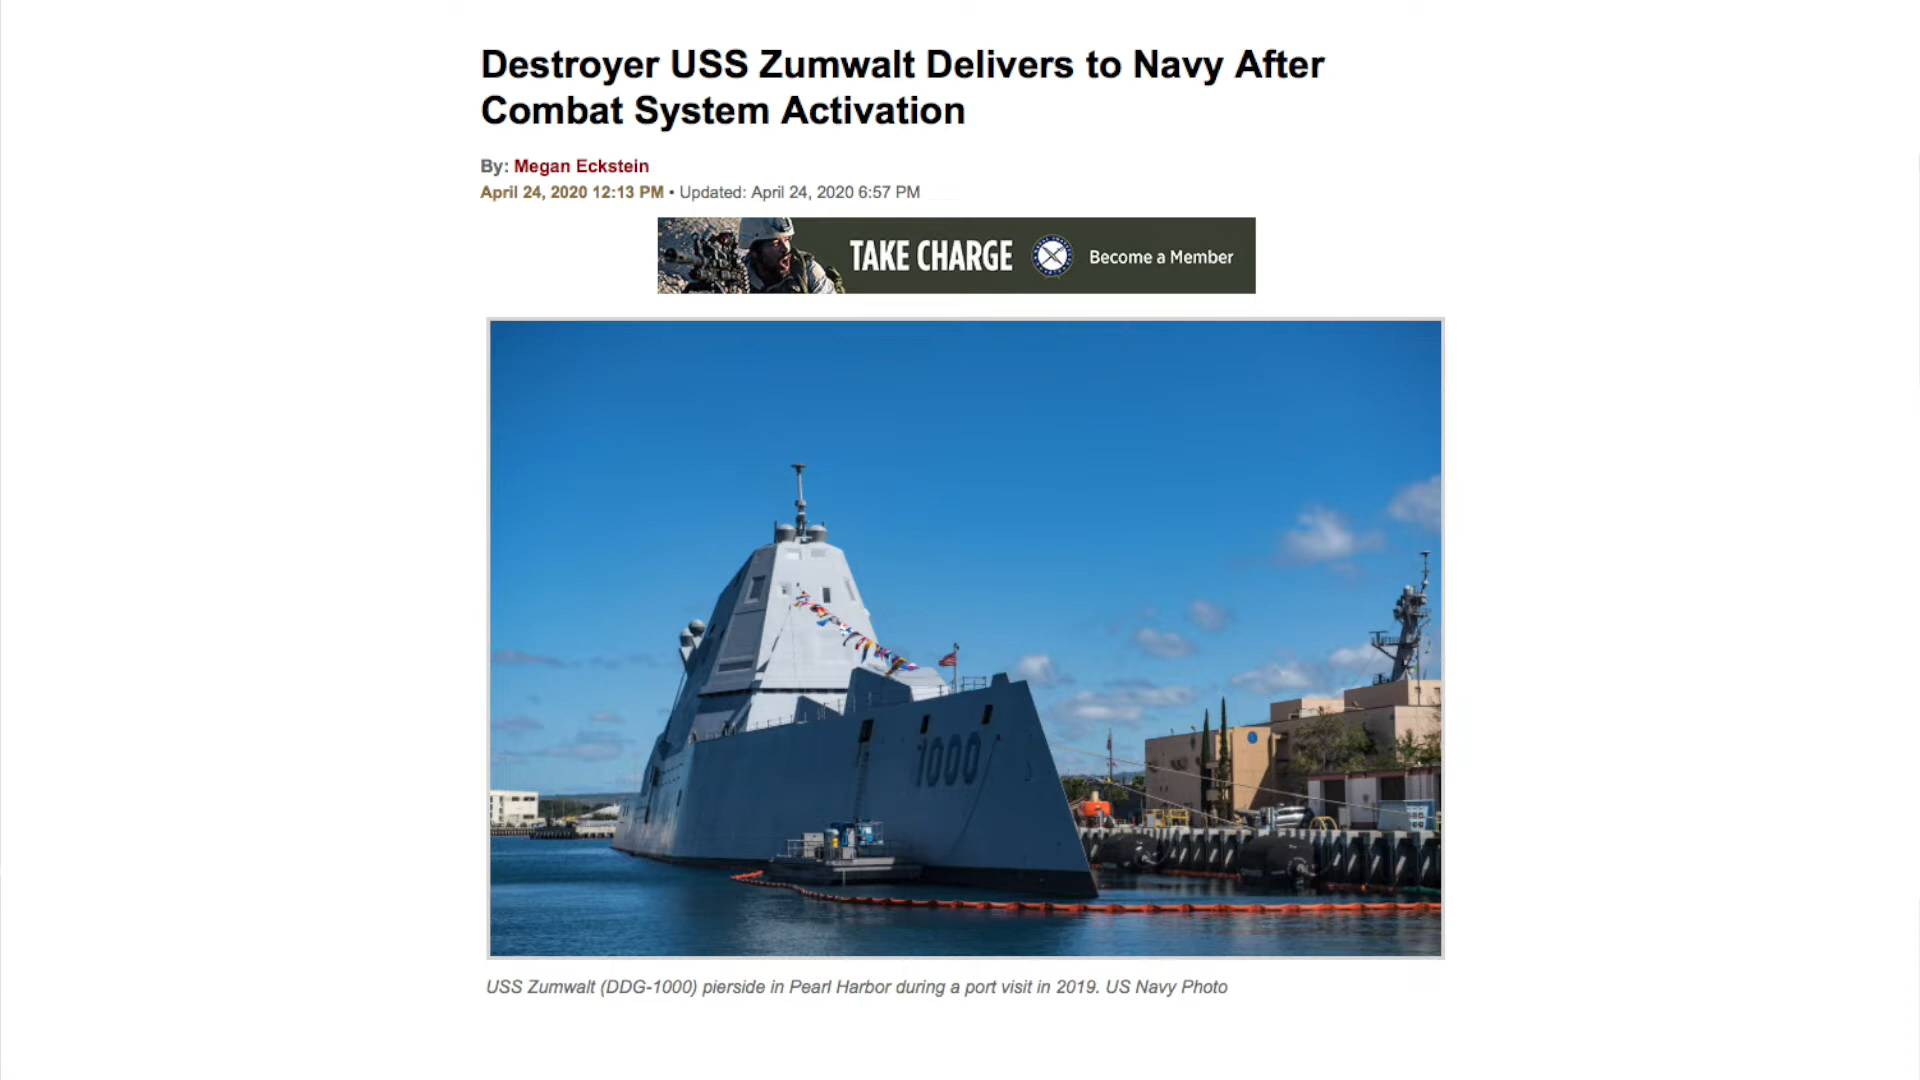 Destroyer USS Zumwalt Delivers to Navy After
Combat System Activation
By: Megan Eckstein
April 24, 2020 12:13 PM • Updated: April 24, 2020 6:57 PM
TAKE CHARGE
Become a Member
1000
USS Zumwalt (DDG-1000) pierside in Pearl Harbor during a port visit in 2019. US Navy Photo